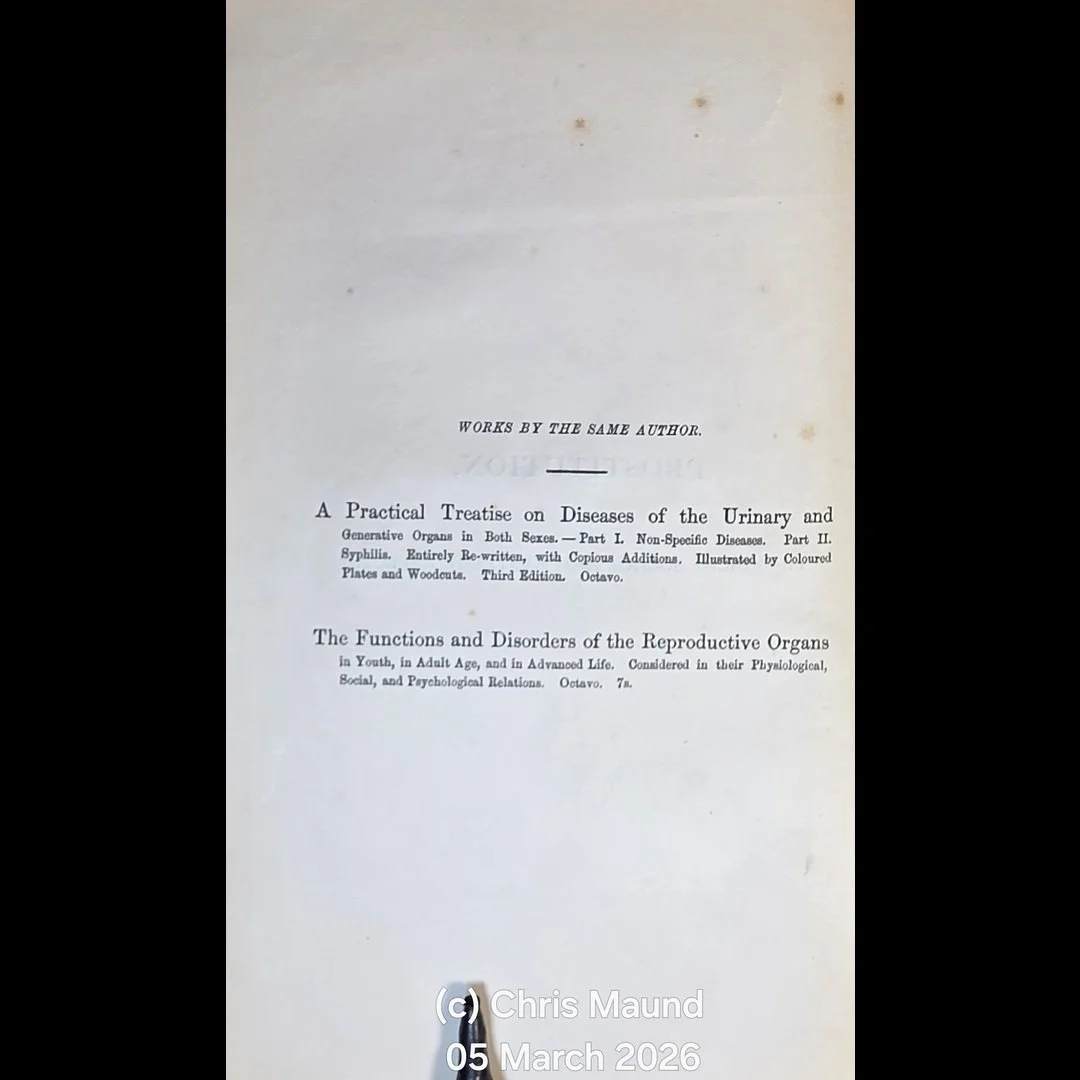 WORKS BY THE SAME AUTHOR.
PROSTITUTION.
A Practical Treatise on Diseases of the Urinary and
Generative Organs in Both Sexes. — Part I. Non-Specific Diseases. Part II.
Syphilis. Entirely Re-written, with Copious Additions. Illustrated by Coloured
Plates and Woodcuts. Third Edition. Octavo.
The Functions and Disorders of the Reproductive Organs
in Youth, in Adult Age, and in Advanced Life. Considered in their Physiological,
Social, and Psychological Relations. Octavo. 7s.
(c) Chris Maund
05 March 2026